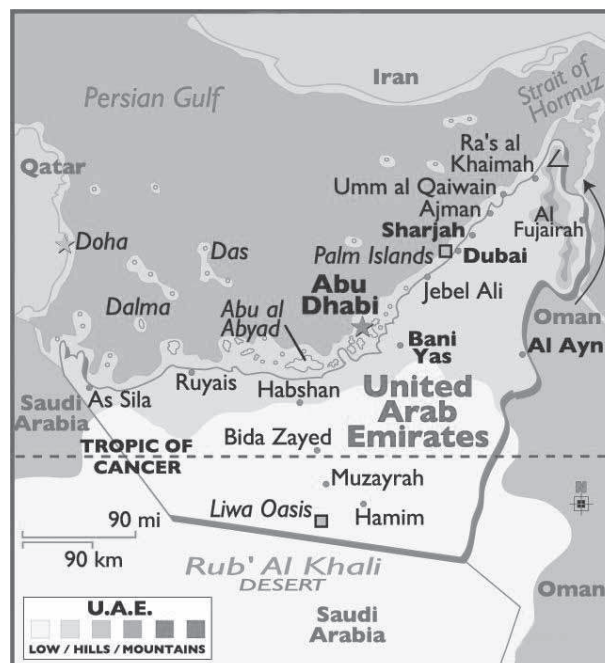 Iran
Strait of
Hormuz
Persian Gulf
Ra's al
Khaimah
Qatar
Umm al Qaiwain
Ajman
Al
Fujairah
Sharjah
Doha
Das
Palm Islands
Dubai
Abu
Dhabi
Jebel Ali
Dalma
Abu al
Abyad
Oman
Bani
Yas
Al Ayn
Ruyais
Habshan
As Sila
United
Arab
Emirates
Saudi
Arabia
Bida Zayed
TROPIC OF
CANCER
Muzayrah
N
Liwa Oasis
Hamim
90 mi
90 km
Rub' Al Khali
DESERT
Oman
U.A.E.
LOW / HILLS / MOUNTAINS
Saudi
Arabia